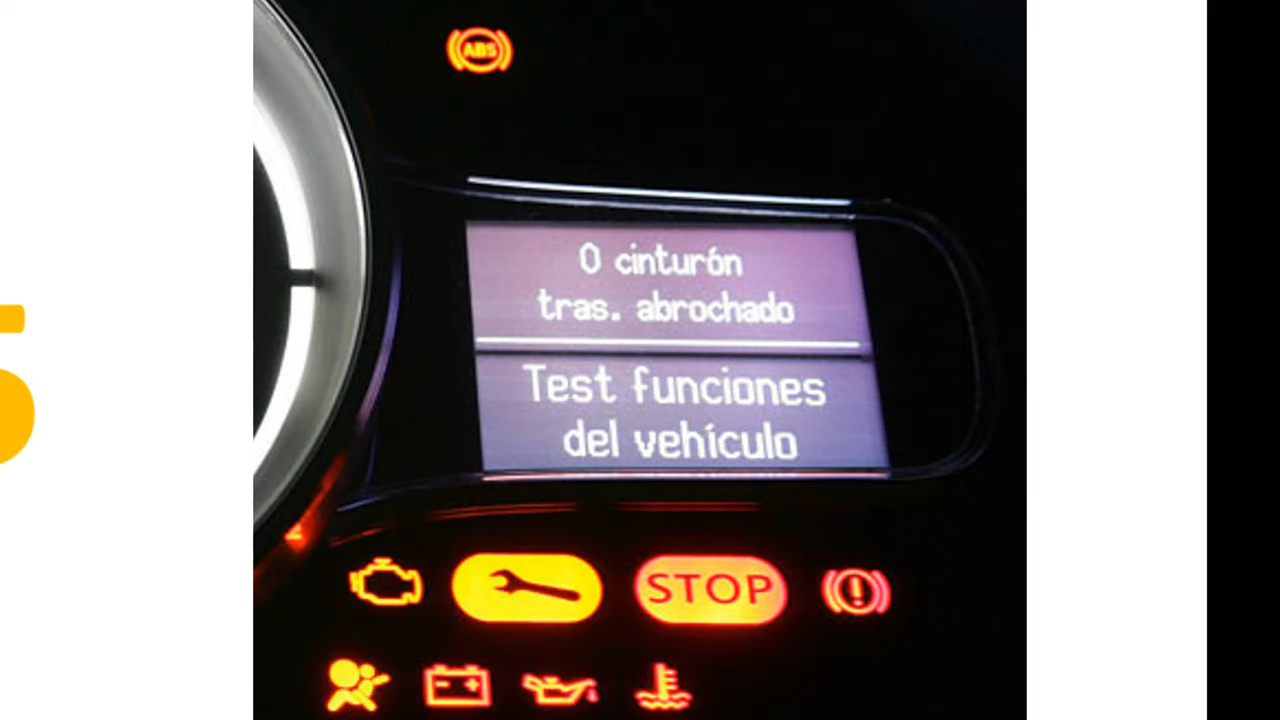 ABS
0 cinturón
tras. abrochado
Test funciones
del vehículo
STOP